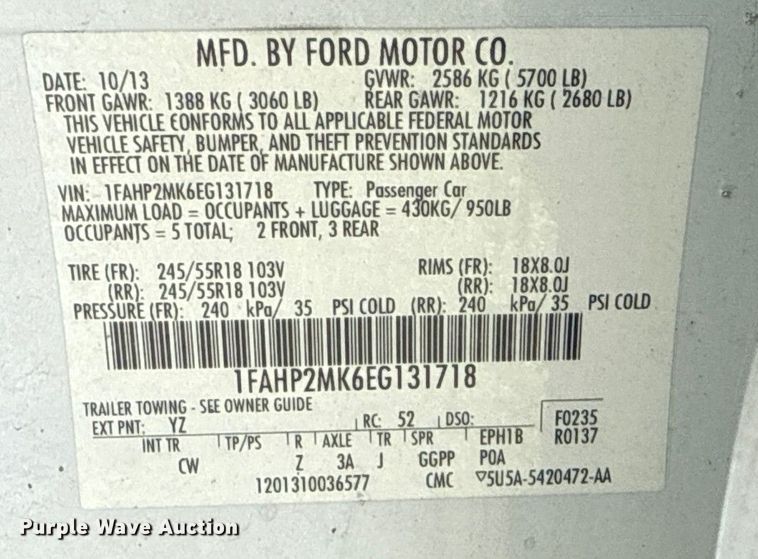 MFD. BY FORD MOTOR CO.
DATE: 10/13 GVWR: 2586 KG ( 5700 LB)
FRONT GAWR: 1388 KG ( 3060 LB) REAR GAWR: 1216 KG ( 2680 LB)
THIS VEHICLE CONFORMS TO ALL APPLICABLE FEDERAL MOTOR
VEHICLE SAFETY, BUMPER, AND THEFT PREVENTION STANDARDS
IN EFFECT ON THE DATE OF MANUFACTURE SHOWN ABOVE.
VIN: 1FAHP2MK6EG131718 TYPE: Passenger Car
MAXIMUM LOAD = OCCUPANTS + LUGGAGE = 430KG/ 950LB
OCCUPANTS = 5 TOTAL; 2 FRONT, 3 REAR
TIRE (FR): 245/55R18 103V RIMS (FR): 18X8.0J
(RR): 245/55R18 103V (RR): 18X8.0J
PRESSURE (FR): 240 kPa/ 35 PSI COLD (RR): 240 kPa/ 35 PSI COLD
1FAHP2MK6EG131718
TRAILER TOWING - SEE OWNER GUIDE
EXT PNT: YZ RC: 52 DSO: F0235
INT TR TP/PS R AXLE TR SPR EPH1B R0137
CW Z 3A J GGPP P0A
1201310036577 CMC ▽5U5A-5420472-AA
Purple Wave Auction